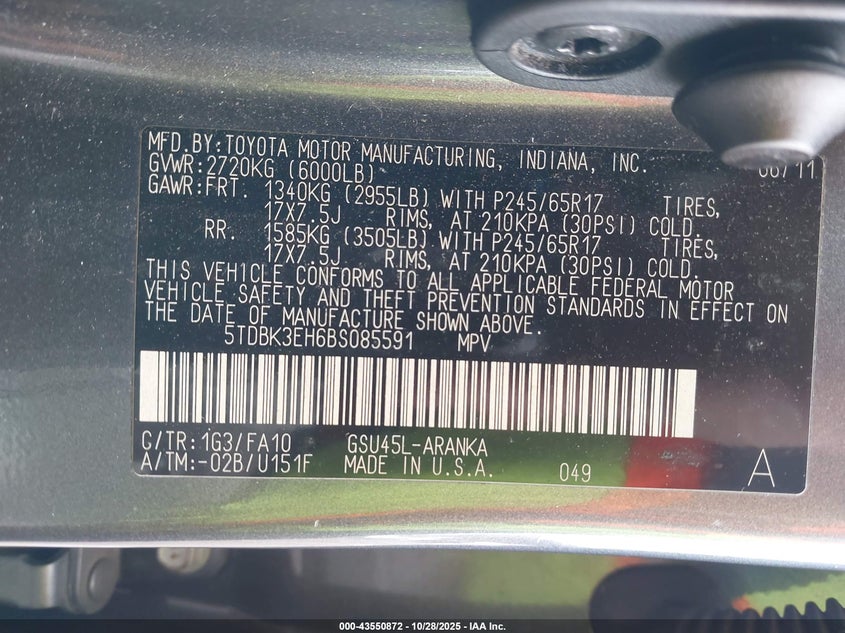 MFD.BY:TOYOTA MOTOR MANUFACTURING, INDIANA, INC. 06/11
GVWR:2720KG (6000LB)
GAWR:FRT. 1340KG (2955LB) WITH P245/65R17 TIRES,
17X7.5J RIMS, AT 210KPA (30PSI) COLD.
RR. 1585KG (3505LB) WITH P245/65R17 TIRES,
17X7.5J RIMS, AT 210KPA (30PSI) COLD.
THIS VEHICLE CONFORMS TO ALL APPLICABLE FEDERAL MOTOR
VEHICLE SAFETY AND THEFT PREVENTION STANDARDS IN EFFECT ON
THE DATE OF MANUFACTURE SHOWN ABOVE.
5TDBK3EH6BS085591 MPV
C/TR:1G3/FA10 GSU45L-ARANKA
A/TM:-02B/U151F MADE IN U.S.A. 049 A
000-43550872 - 10/28/2025 - IAA Inc.